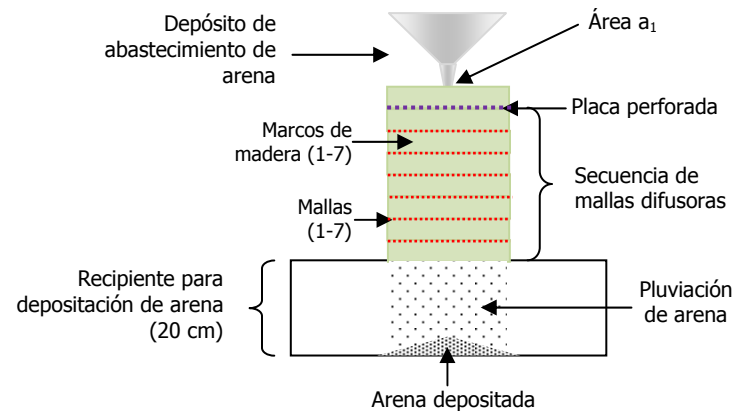 Depósito de
abastecimiento de
arena
Área a₁
Placa perforada
Marcos de
madera (1-7)
Secuencia de
mallas difusoras
Mallas
(1-7)
Recipiente para
depositación de arena
(20 cm)
Pluviación
de arena
Arena depositada